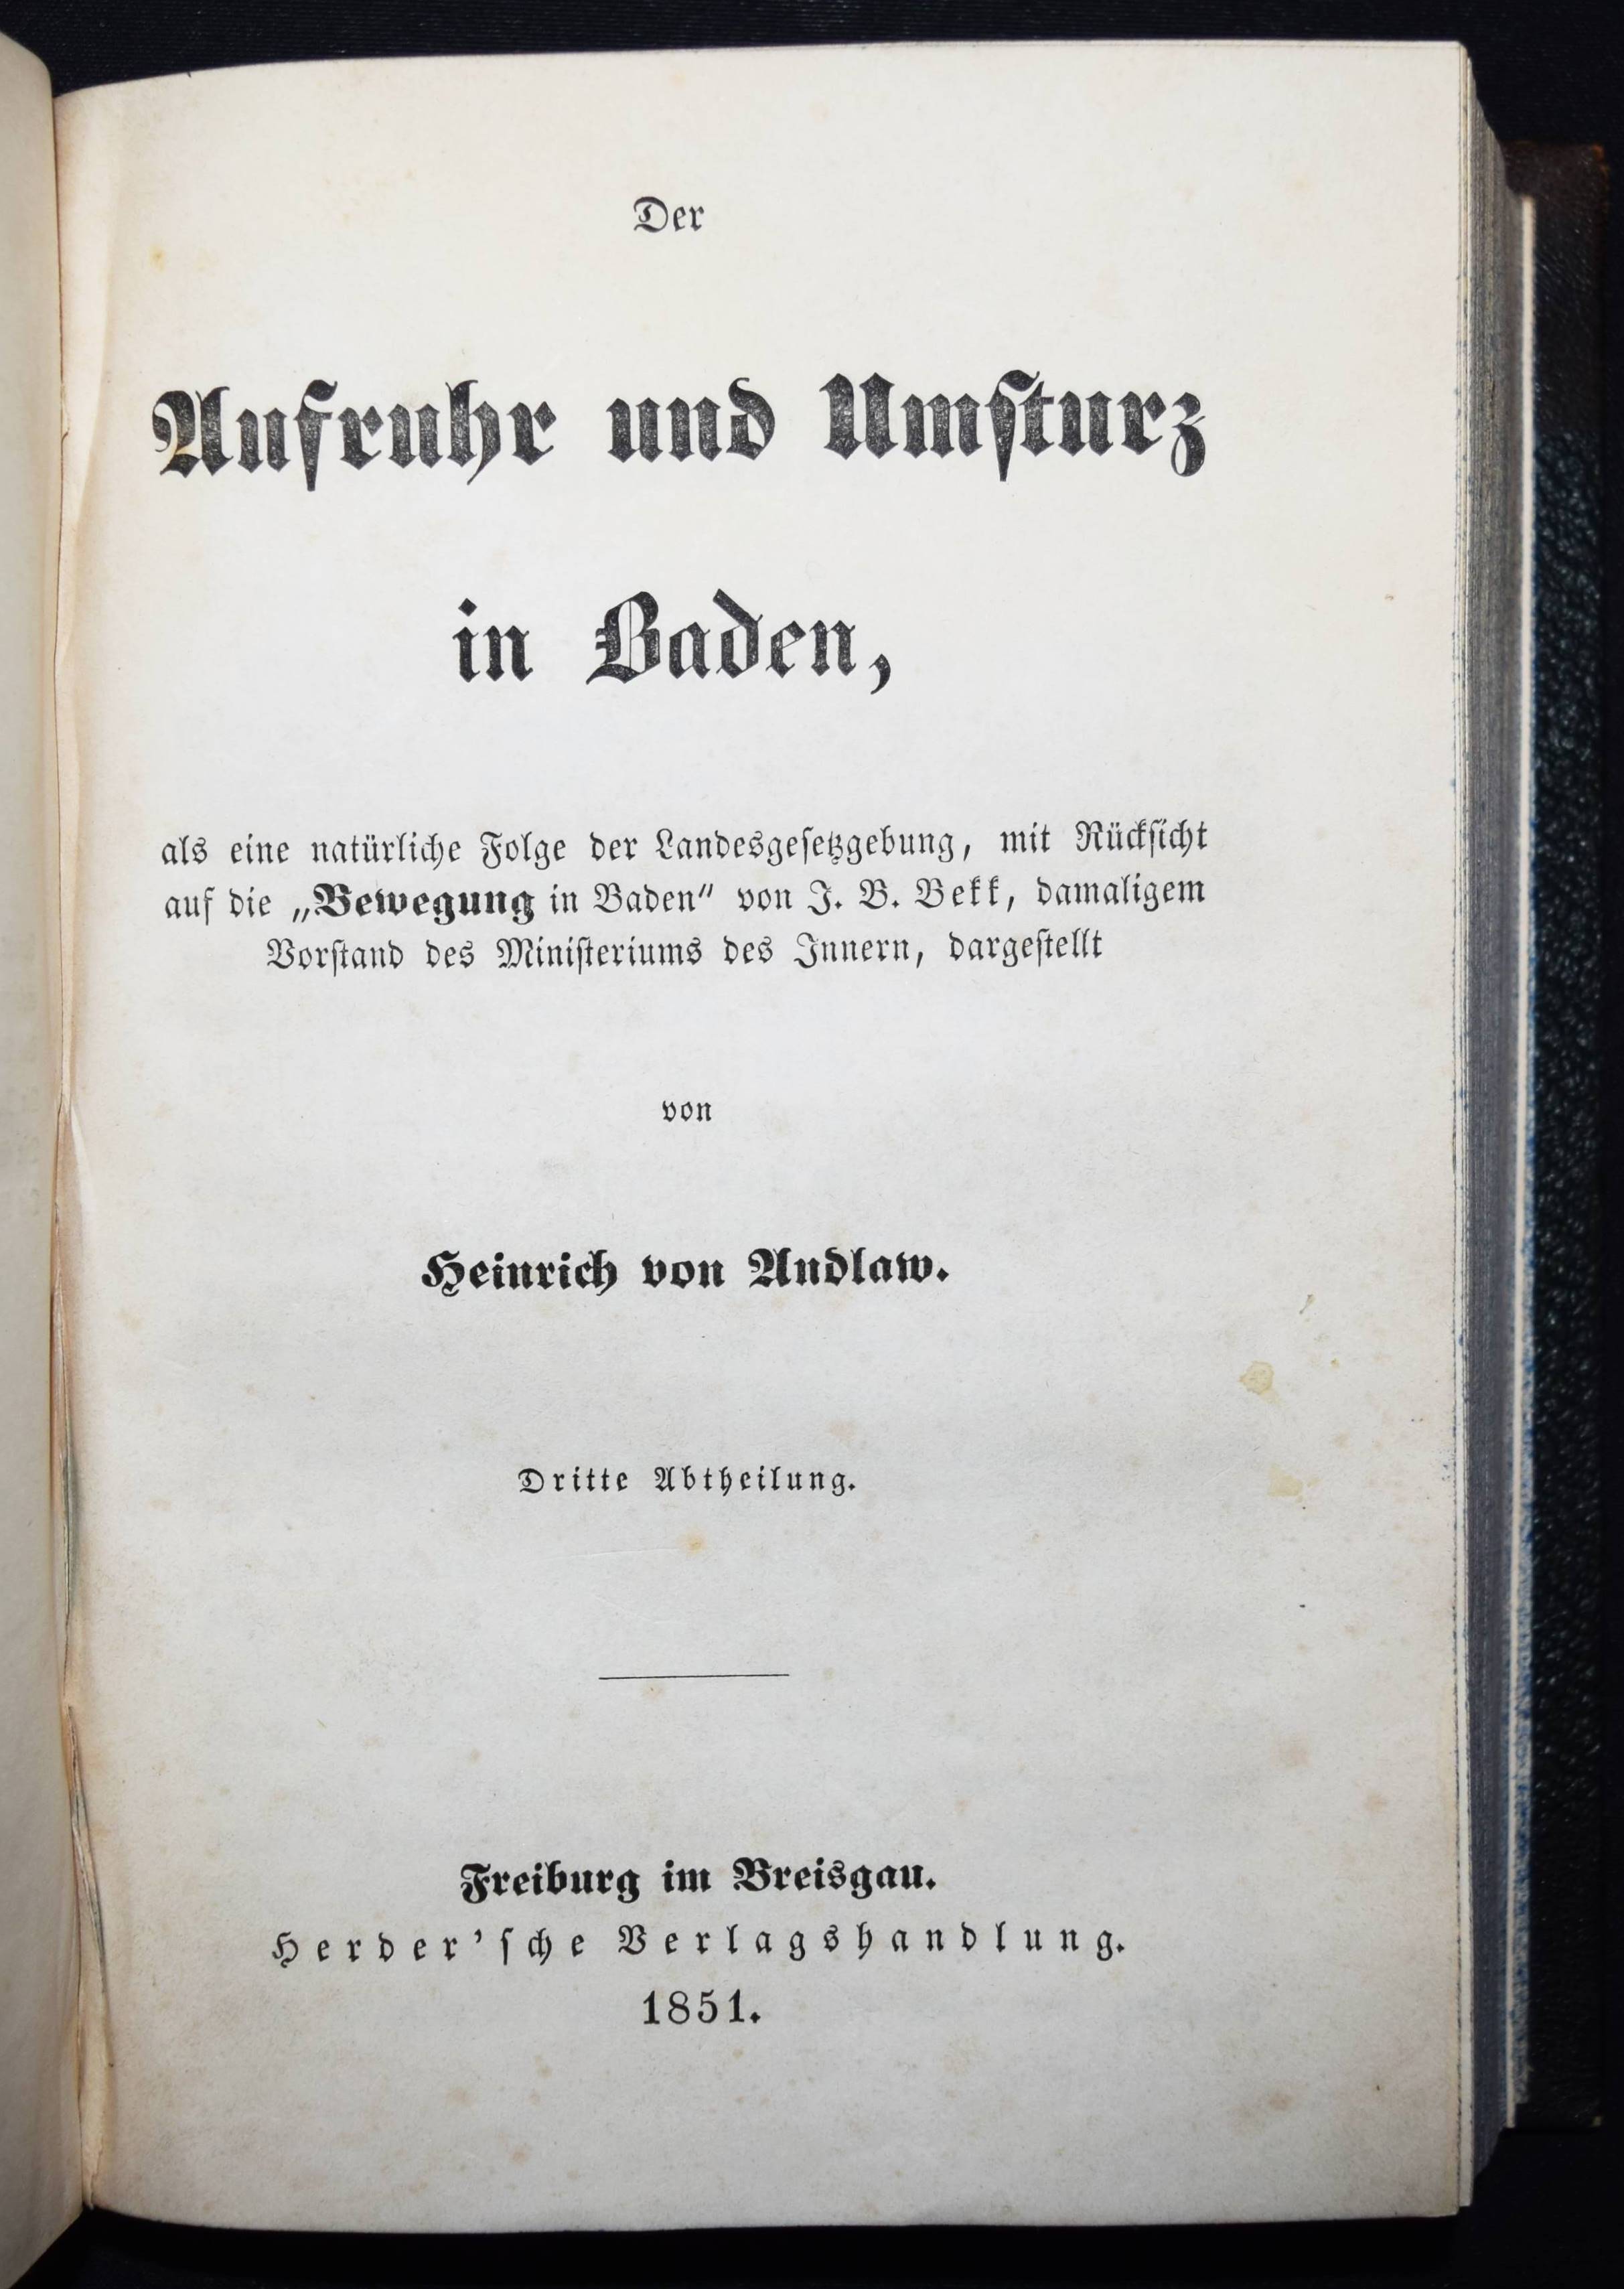 Der
Aufruhr und Umſturz
in Baden,
als eine natürliche Folge der Landesgeſetzgebung, mit Rückſicht
auf die „Bewegung in Baden" von J. B. Bekk, damaligem
Vorſtand des Miniſteriums des Innern, dargeſtellt
von
Heinrich von Andlaw.
Dritte Abtheilung.
Freiburg im Breisgau.
Herder'ſche Verlagshandlung.
1851.